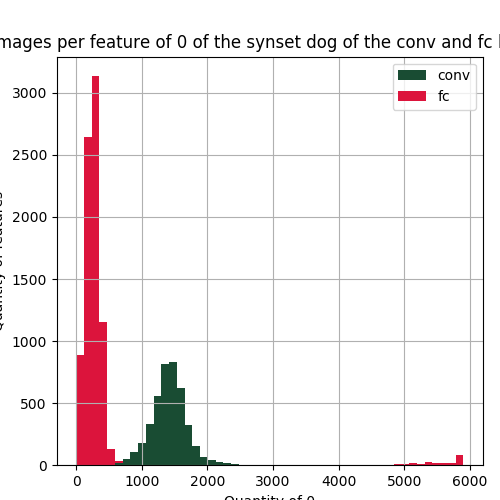 mages per feature of 0 of the synset dog of the conv and fc
conv
fc
3000
2500
2000
1500
1000
500
0
Quantity of features
0
1000
2000
3000
4000
5000
6000
Quantity of 0